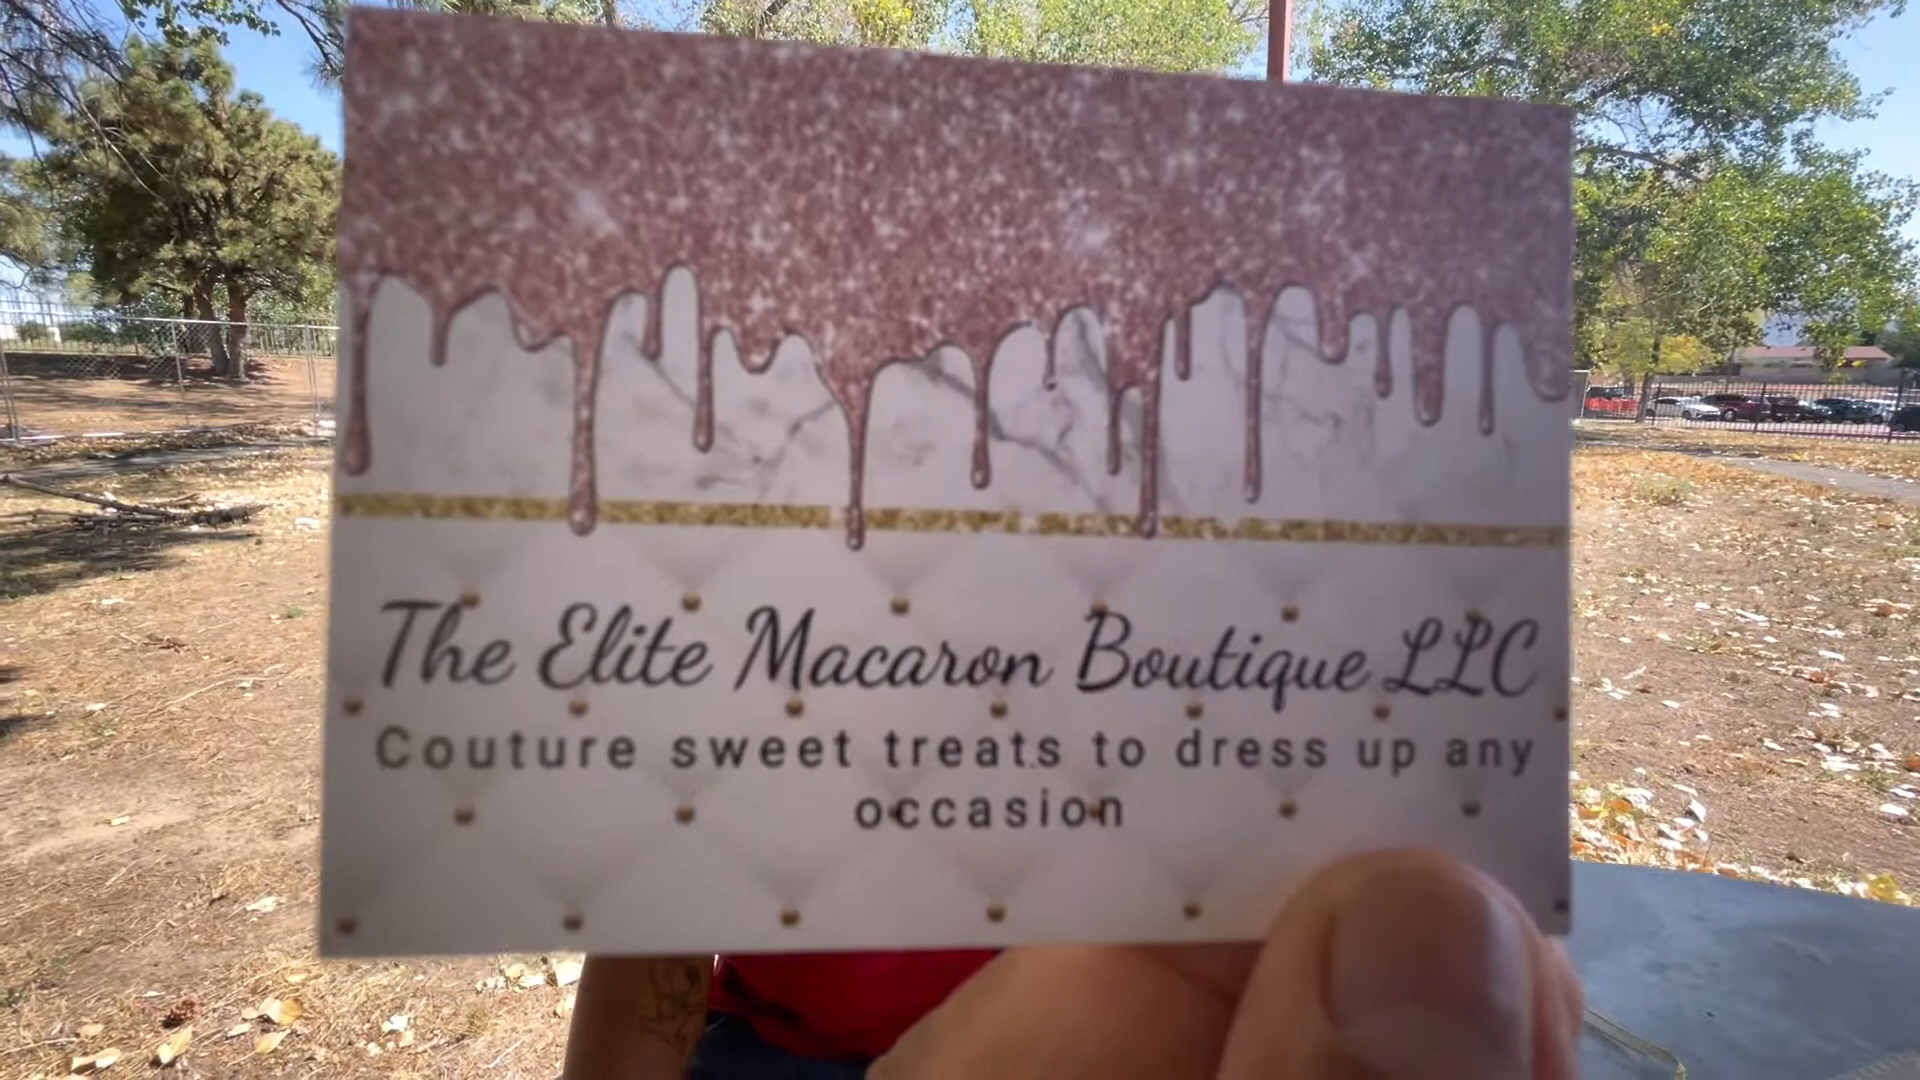 The Elite Macaron Boutique LLC
Couture sweet treats to dress up any
occasion